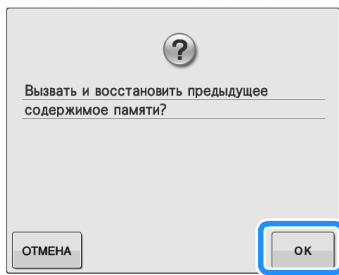 ?
Вызвать и восстановить предыдущее
содержимое памяти?
ОТМЕНА
OK